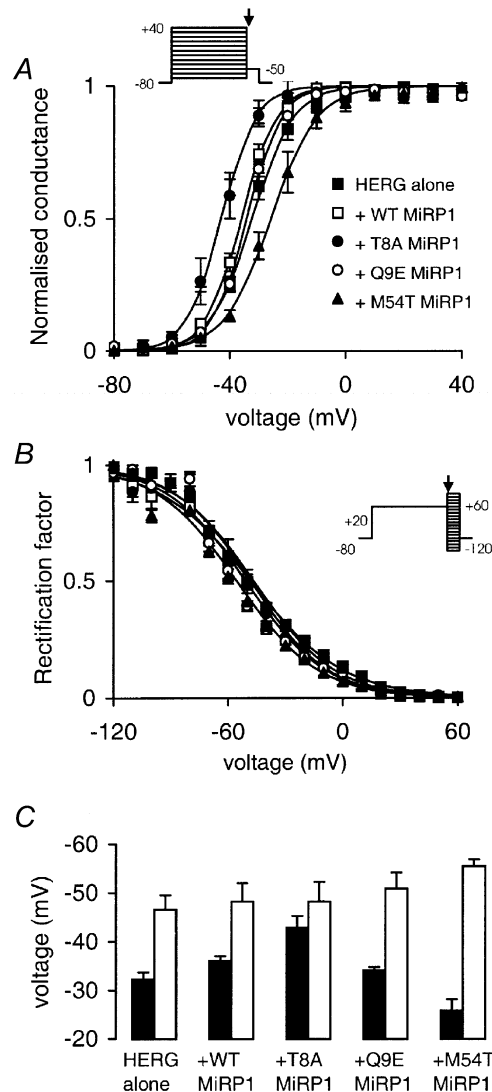 A
+40
-80
-50
Normalised conductance
1
0.5
0
HERG alone
+ WT MiRP1
+ T8A MiRP1
+ Q9E MiRP1
+ M54T MiRP1
-80
-40
0
40
voltage (mV)
B
Rectification factor
1
0.5
0
+20
-80
+60
-120
-120
-60
0
60
voltage (mV)
C
voltage (mV)
-60
-50
-40
-30
-20
HERG +WT +T8A +Q9E +M54T
alone MiRP1 MiRP1 MiRP1 MiRP1